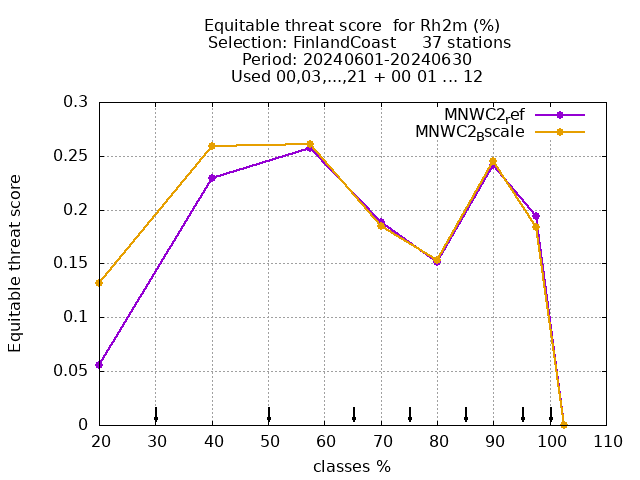 Equitable threat score  for Rh2m (%)
Selection: FinlandCoast     37 stations
Period: 20240601-20240630
Used 00,03,...,21 + 00 01 ... 12
MNWC2ref
MNWC2Bscale
Equitable threat score
0.3
0.25
0.2
0.15
0.1
0.05
0
20 30 40 50 60 70 80 90 100 110
classes %